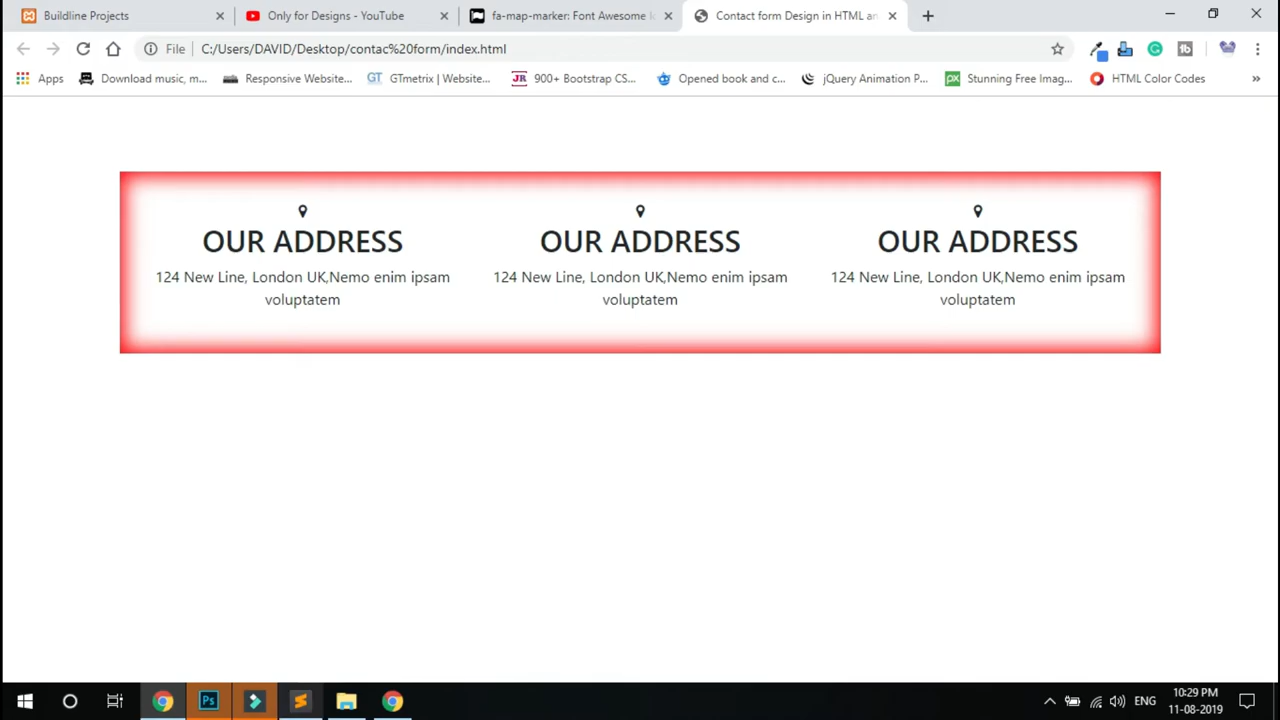 Buildline Projects
Only for Designs - YouTube
fa-map-marker: Font Awesome
Contact form Design in HTML an
File
C:/Users/DAVID/Desktop/contac%20form/index.html
Apps
Download music, m...
Responsive Website...
GT
GTmetrix | Website...
JR
900+ Bootstrap CS...
Opened book and c...
jQuery Animation P...
px
Stunning Free Imag...
HTML Color Codes
»
OUR ADDRESS
124 New Line, London UK,Nemo enim ipsam
voluptatem
OUR ADDRESS
124 New Line, London UK,Nemo enim ipsam
voluptatem
OUR ADDRESS
124 New Line, London UK,Nemo enim ipsam
voluptatem
Ps
ENG
10:29 PM
11-08-2019